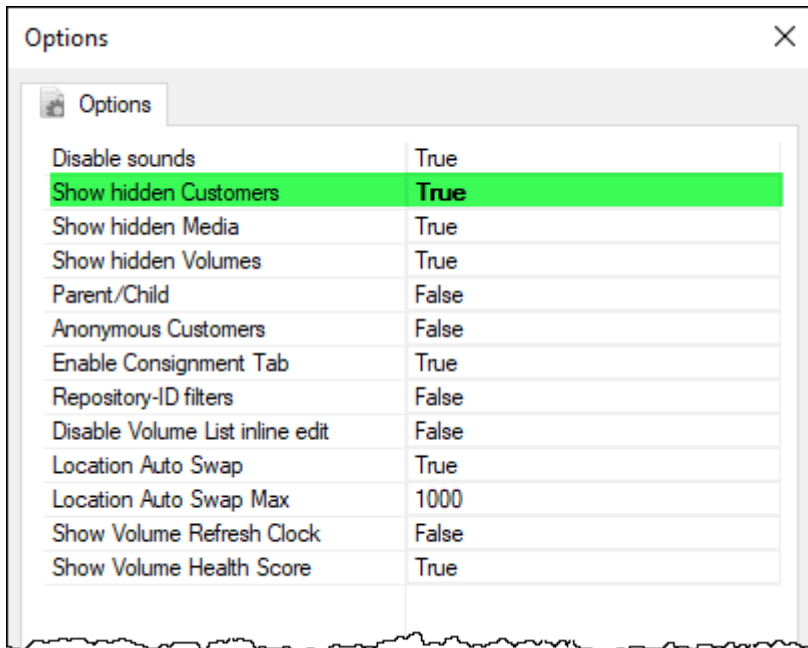 Options
Options
Disable sounds True
Show hidden Customers True
Show hidden Media True
Show hidden Volumes True
Parent/Child False
Anonymous Customers False
Enable Consignment Tab True
Repository-ID filters False
Disable Volume List inline edit False
Location Auto Swap True
Location Auto Swap Max 1000
Show Volume Refresh Clock False
Show Volume Health Score True